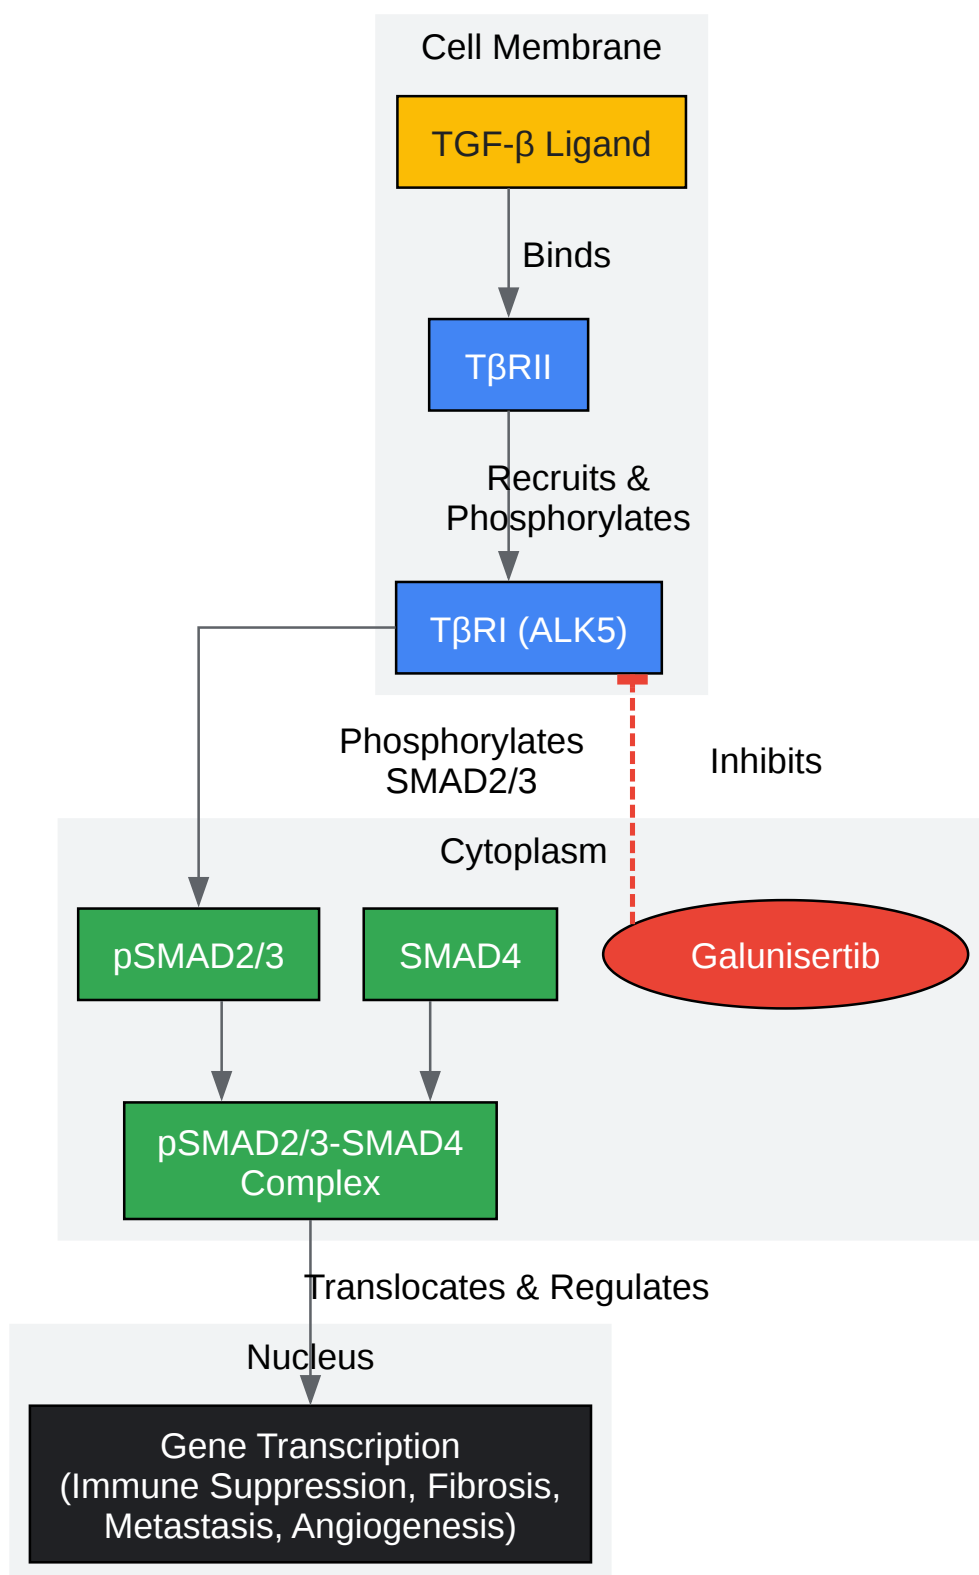 Cell Membrane
TGF-β Ligand
Binds
TβRII
Recruits &
Phosphorylates
TβRI (ALK5)
Phosphorylates
SMAD2/3
Inhibits
Cytoplasm
pSMAD2/3
SMAD4
Galunisertib
pSMAD2/3-SMAD4
Complex
Translocates & Regulates
Nucleus
Gene Transcription
(Immune Suppression, Fibrosis,
Metastasis, Angiogenesis)